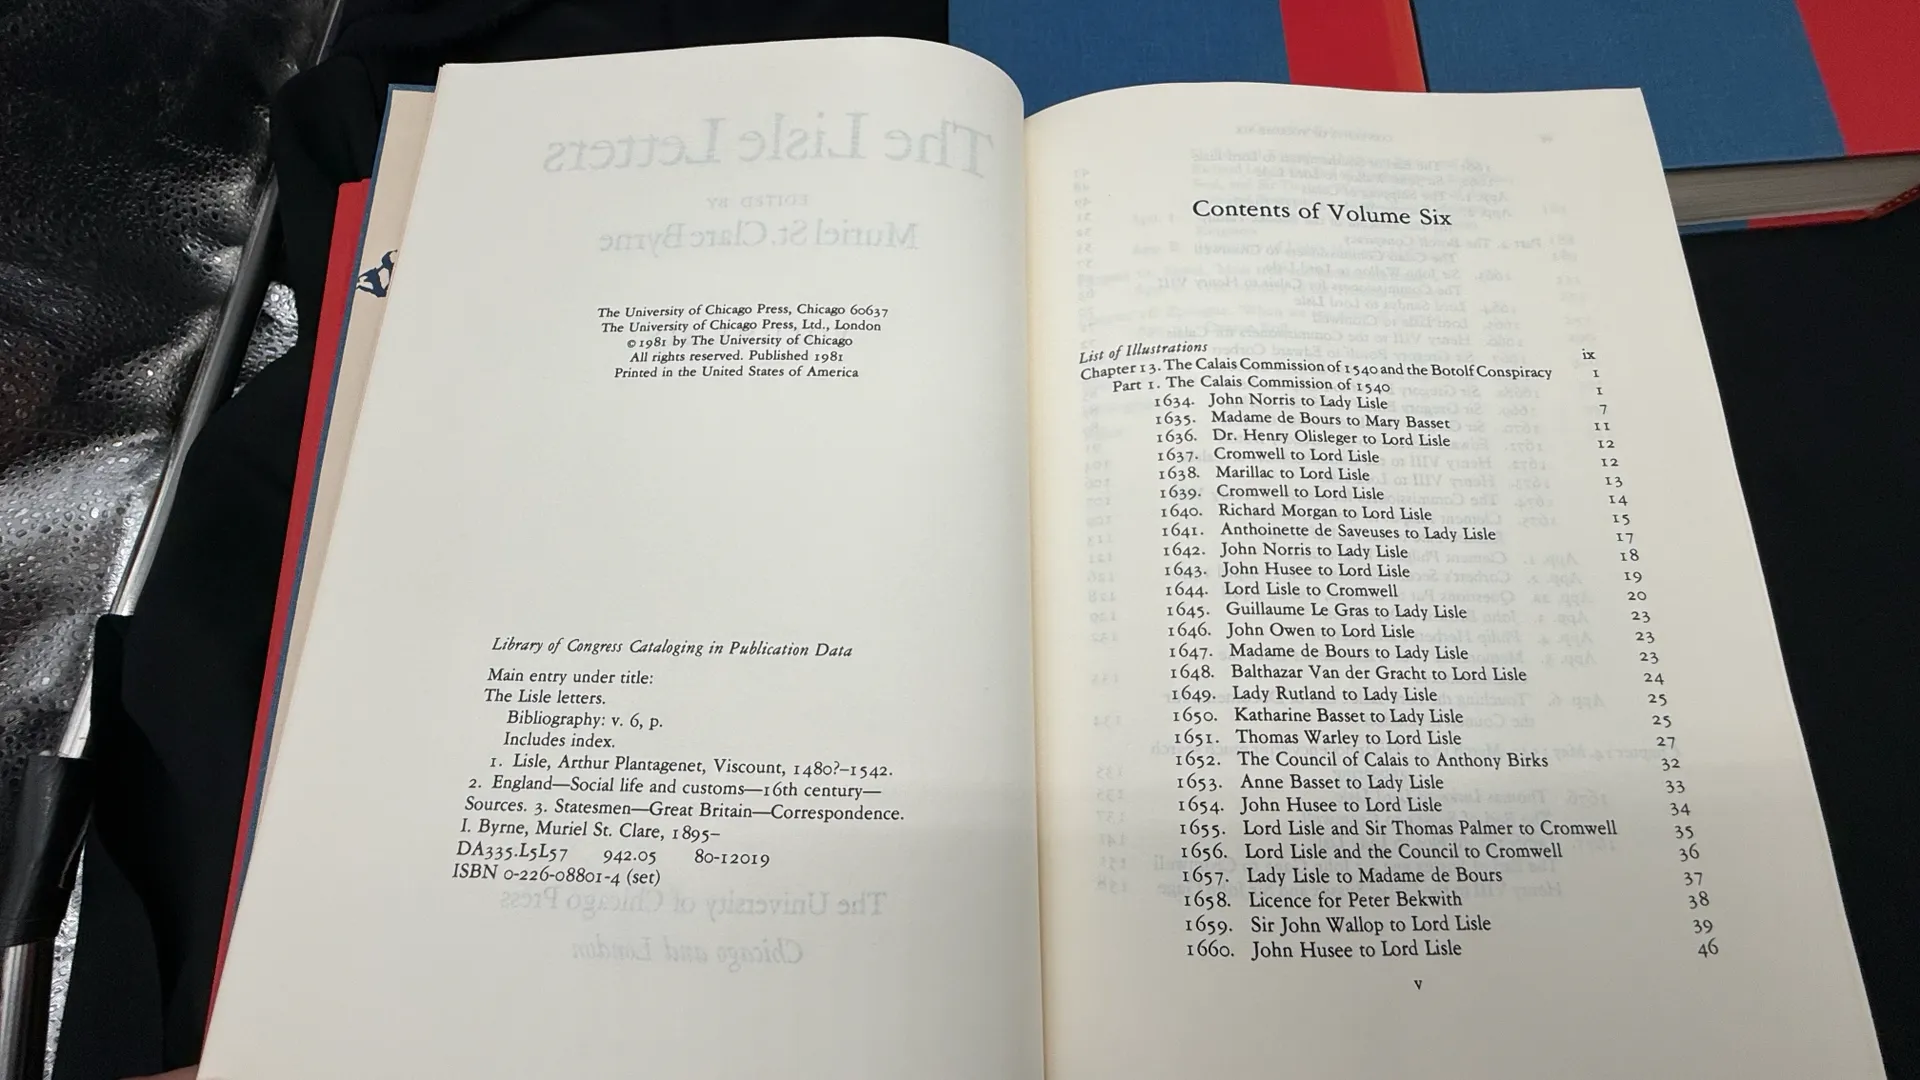 The University of Chicago Press, Chicago 60637
The University of Chicago Press, Ltd., London
© 1981 by The University of Chicago
All rights reserved. Published 1981
Printed in the United States of America
Library of Congress Cataloging in Publication Data
Main entry under title:
The Lisle letters.
Bibliography: v. 6, p.
Includes index.
1. Lisle, Arthur Plantagenet, Viscount, 1480?–1542.
2. England—Social life and customs—16th century—
Sources. 3. Statesmen—Great Britain—Correspondence.
I. Byrne, Muriel St. Clare, 1895–
DA335.L5L57 942.05 80-12019
ISBN 0-226-08801-4 (set)
Contents of Volume Six
List of Illustrations ix
Chapter 13. The Calais Commission of 1540 and the Botolf Conspiracy 1
Part 1. The Calais Commission of 1540 1
1634. John Norris to Lady Lisle 7
1635. Madame de Bours to Mary Basset 11
1636. Dr. Henry Olisleger to Lord Lisle 12
1637. Cromwell to Lord Lisle 12
1638. Marillac to Lord Lisle 13
1639. Cromwell to Lord Lisle 14
1640. Richard Morgan to Lord Lisle 15
1641. Anthoinette de Saveuses to Lady Lisle 17
1642. John Norris to Lady Lisle 18
1643. John Husee to Lord Lisle 19
1644. Lord Lisle to Cromwell 20
1645. Guillaume Le Gras to Lady Lisle 23
1646. John Owen to Lord Lisle 23
1647. Madame de Bours to Lady Lisle 23
1648. Balthazar Van der Gracht to Lord Lisle 24
1649. Lady Rutland to Lady Lisle 25
1650. Katharine Basset to Lady Lisle 25
1651. Thomas Warley to Lord Lisle 27
1652. The Council of Calais to Anthony Birks 32
1653. Anne Basset to Lady Lisle 33
1654. John Husee to Lord Lisle 34
1655. Lord Lisle and Sir Thomas Palmer to Cromwell 35
1656. Lord Lisle and the Council to Cromwell 36
1657. Lady Lisle to Madame de Bours 37
1658. Licence for Peter Bekwith 38
1659. Sir John Wallop to Lord Lisle 39
1660. John Husee to Lord Lisle 46
v